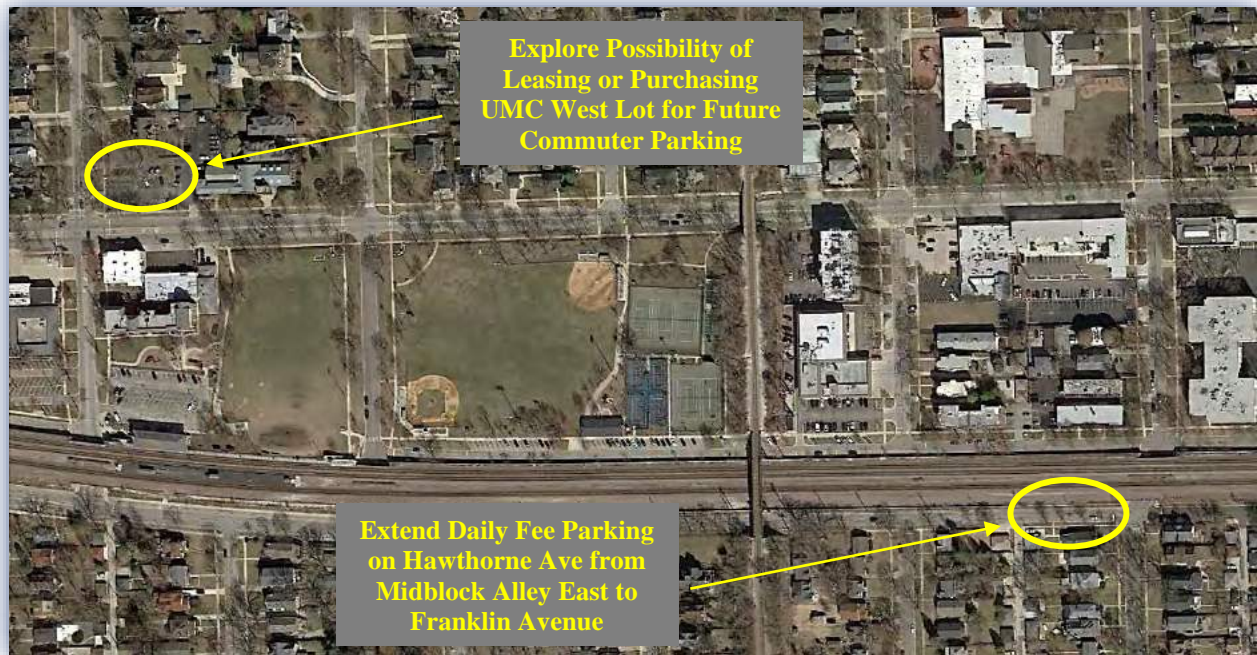 Explore Possibility of
Leasing or Purchasing
UMC West Lot for Future
Commuter Parking
Extend Daily Fee Parking
on Hawthorne Ave from
Midblock Alley East to
Franklin Avenue